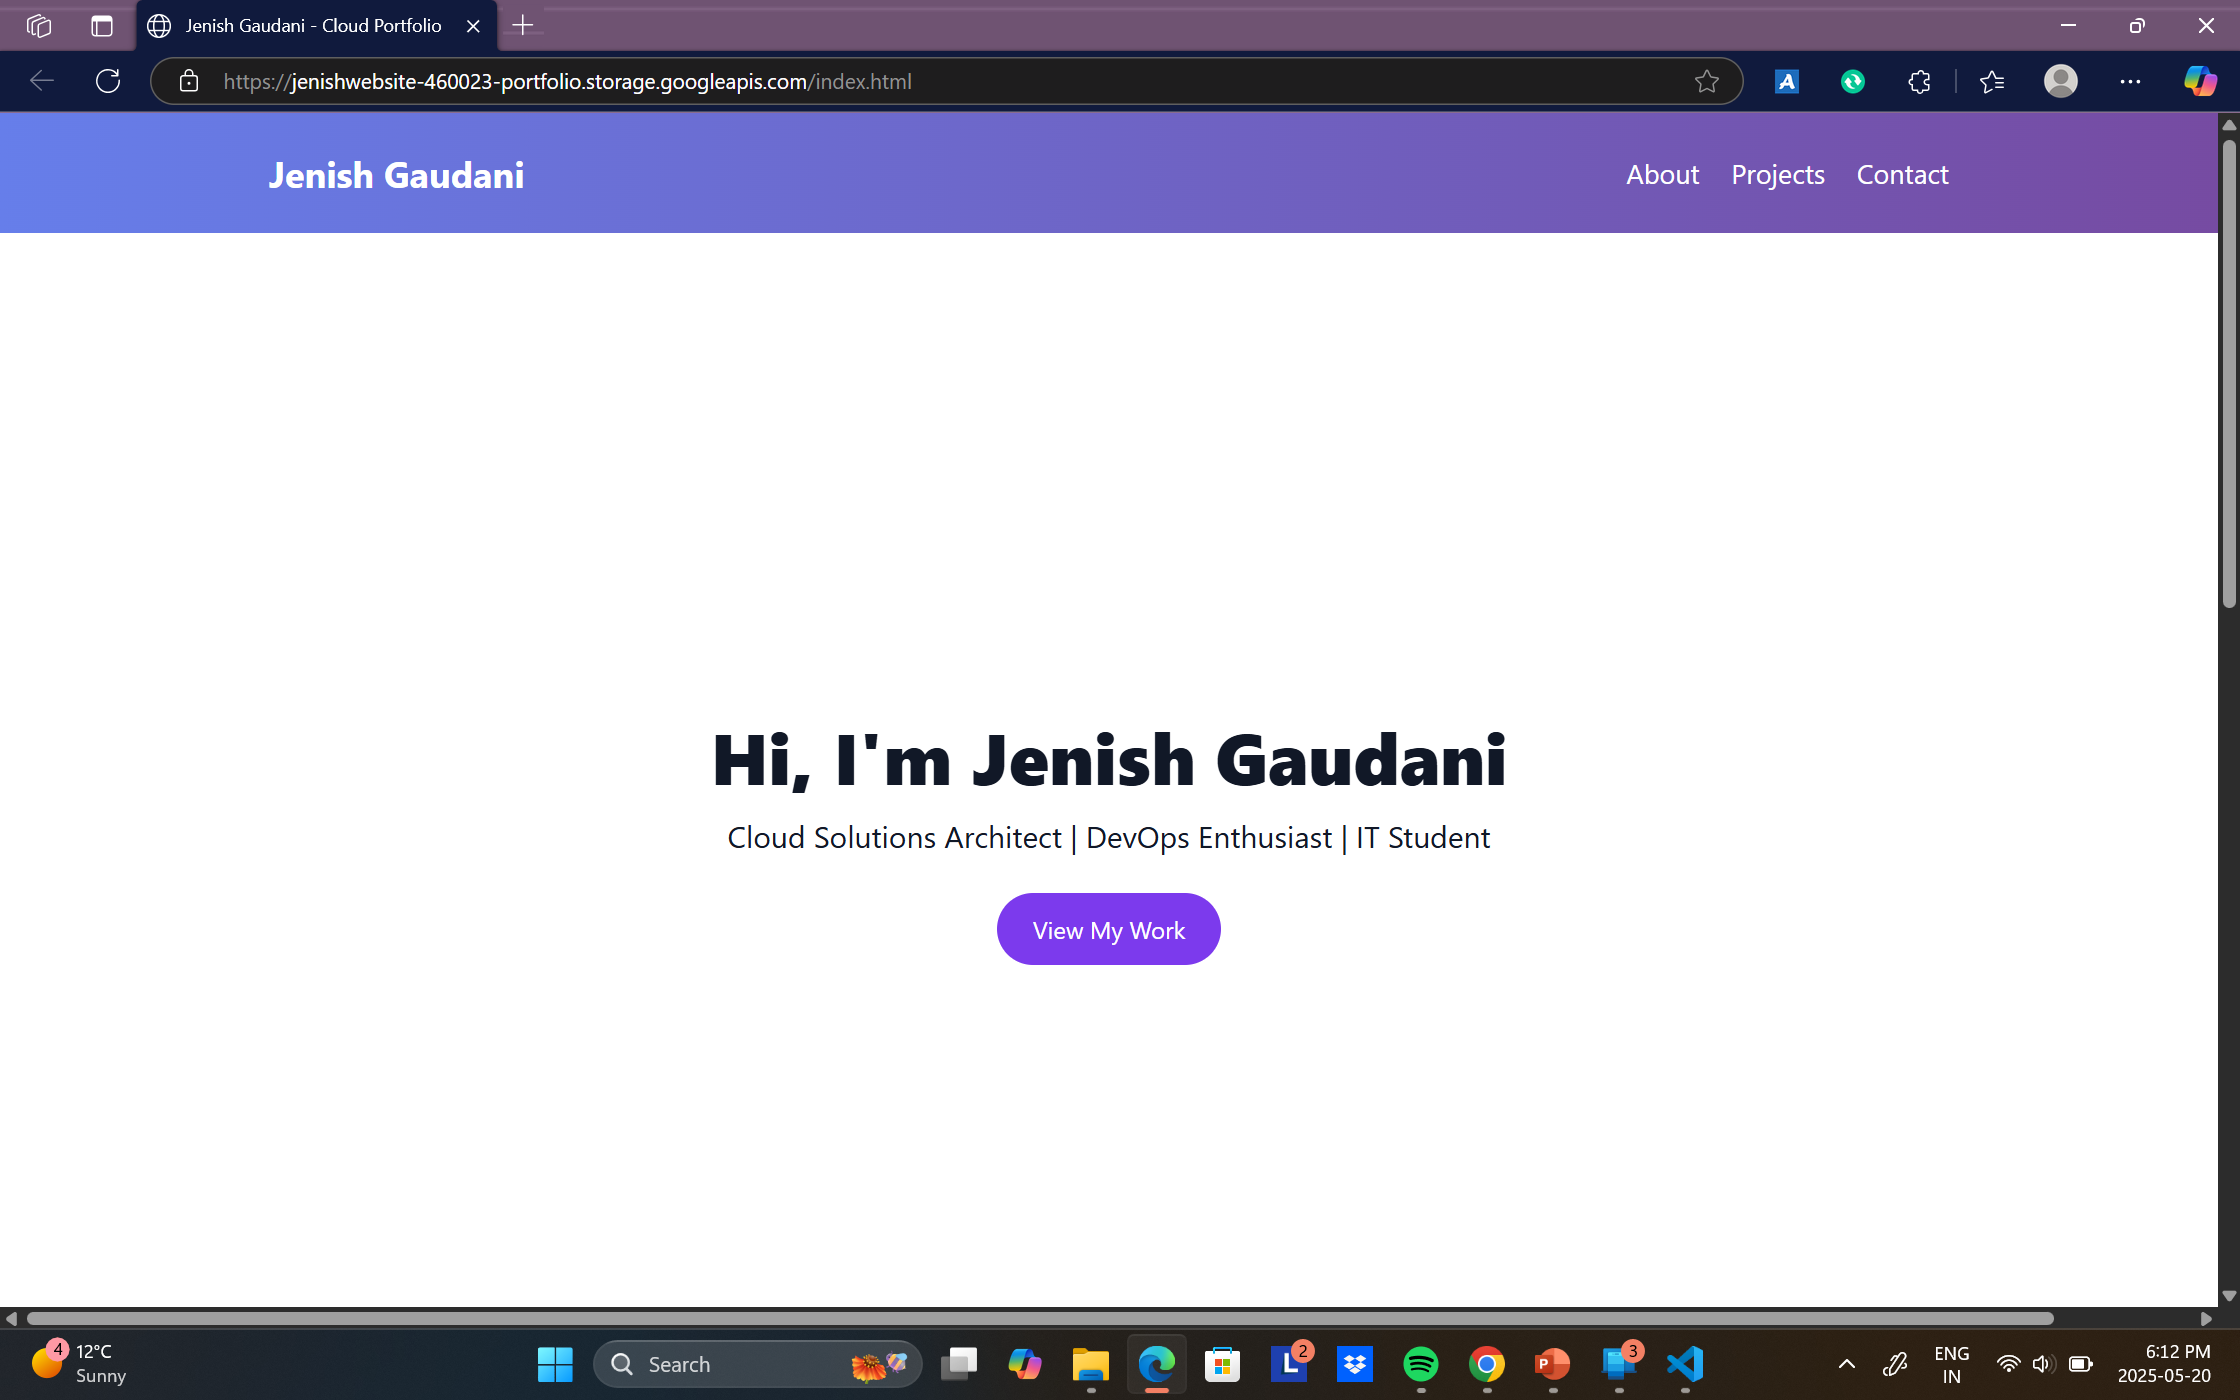 Jenish Gaudani - Cloud Portfolio
https://jenishwebsite-460023-portfolio.storage.googleapis.com/index.html
Jenish Gaudani
About Projects Contact
Hi, I'm Jenish Gaudani
Cloud Solutions Architect | DevOps Enthusiast | IT Student
View My Work
4
12°C
Sunny
Search
L
2
P
3
ENG
IN
6:12 PM
2025-05-20